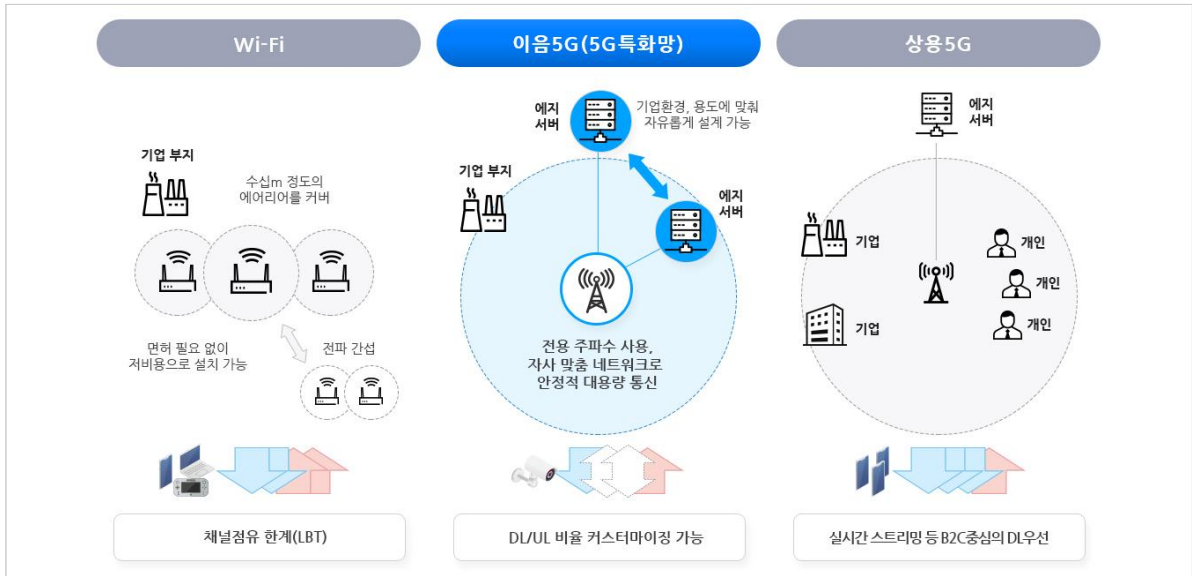 Wi-Fi
기업 부지
수십m 정도의
에어리어를 커버
면허 필요 없이
저비용으로 설치 가능
전파 간섭
채널점유 한계(LBT)
이음5G(5G특화망)
에지
서버
기업환경, 용도에 맞춰
자유롭게 설계 가능
기업 부지
에지
서버
전용 주파수 사용,
자사 맞춤 네트워크로
안정적 대용량 통신
DL/UL 비율 커스터마이징 가능
상용5G
에지
서버
기업
개인
개인
기업
개인
실시간 스트리밍 등 B2C중심의 DL우선